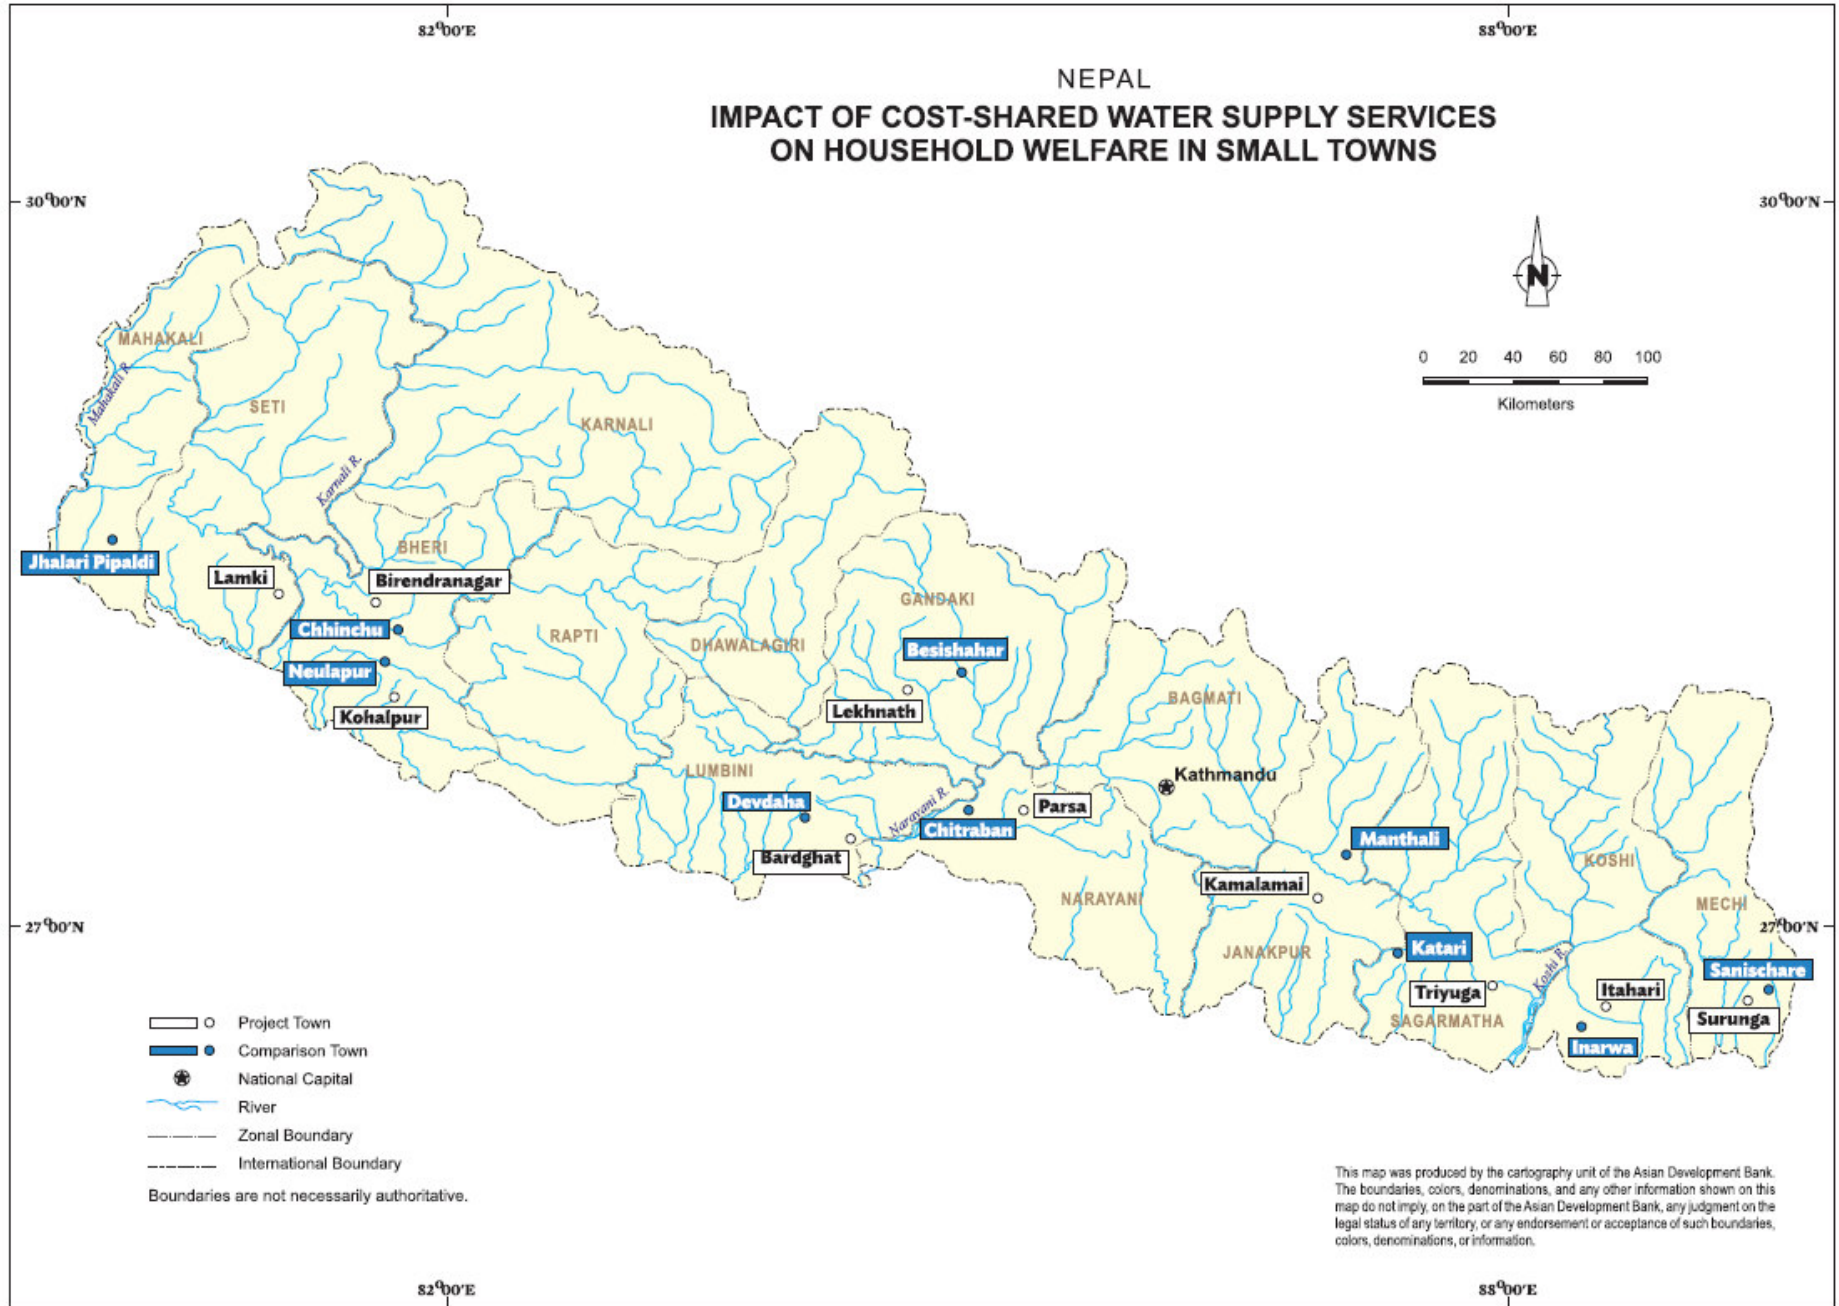 82°00'E
88°00'E
NEPAL
IMPACT OF COST-SHARED WATER SUPPLY SERVICES
ON HOUSEHOLD WELFARE IN SMALL TOWNS
30°00'N
30°00'N
N
0 20 40 60 80 100
Kilometers
MAHAKALI
Mahakali R.
SETI
KARNALI
Karnali R.
Jhalari Pipaldi
BHERI
Lamki
Birendranagar
Chhinchu
RAPTI
Neulapur
Kohalpur
DHAWALAGIRI
GANDAKI
Besishahar
Lekhnath
BAGMATI
LUMBINI
Kathmandu
Devdaha
Narayani R.
Parsa
Chitraban
Bardghat
Manthali
KOSHI
Kamalamai
NARAYANI
MECHI
27°00'N
27°00'N
JANAKPUR
Katari
Koshi R.
Sanischare
Triyuga
Itahari
SAGARMATHA
Surunga
Inarwa
Project Town
Comparison Town
National Capital
River
Zonal Boundary
International Boundary
Boundaries are not necessarily authoritative.
This map was produced by the cartography unit of the Asian Development Bank.
The boundaries, colors, denominations, and any other information shown on this
map do not imply, on the part of the Asian Development Bank, any judgment on the
legal status of any territory, or any endorsement or acceptance of such boundaries,
colors, denominations, or information.
82°00'E
88°00'E